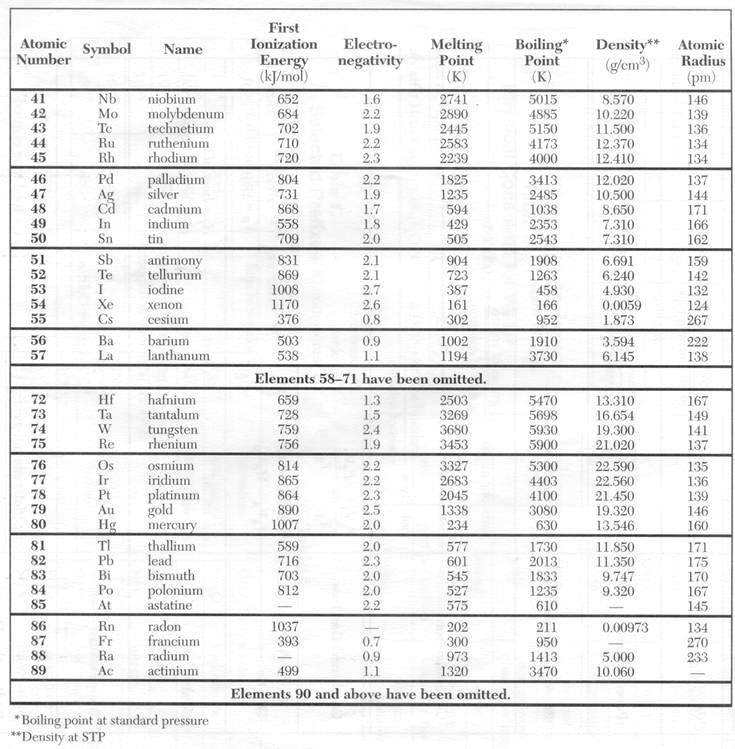 Atomic Number Symbol Name First Ionization Energy (kJ/mol) Electro-negativity Melting Point (K) Boiling* Point (K) Density** (g/cm3) Atomic Radius (pm)
41 Nb niobium 652 1.6 2741 5015 8.570 146
42 Mo molybdenum 684 2.2 2890 4885 10.220 139
43 Tc technetium 702 1.9 2445 5150 11.500 136
44 Ru ruthenium 710 2.2 2583 4173 12.370 134
45 Rh rhodium 720 2.3 2239 4000 12.410 134
46 Pd palladium 804 2.2 1825 3413 12.020 137
47 Ag silver 731 1.9 1235 2485 10.500 144
48 Cd cadmium 868 1.7 594 1038 8.650 171
49 In indium 558 1.8 429 2353 7.310 166
50 Sn tin 709 2.0 505 2543 7.310 162
51 Sb antimony 831 2.1 904 1908 6.691 159
52 Te tellurium 869 2.1 723 1263 6.240 142
53 I iodine 1008 2.7 387 458 4.930 132
54 Xe xenon 1170 2.6 161 166 0.0059 124
55 Cs cesium 376 0.8 302 952 1.873 267
56 Ba barium 503 0.9 1002 1910 3.594 222
57 La lanthanum 538 1.1 1194 3730 6.145 138
Elements 58–71 have been omitted.
72 Hf hafnium 659 1.3 2503 5470 13.310 167
73 Ta tantalum 728 1.5 3269 5698 16.654 149
74 W tungsten 759 2.4 3680 5930 19.300 141
75 Re rhenium 756 1.9 3453 5900 21.020 137
76 Os osmium 814 2.2 3327 5300 22.590 135
77 Ir iridium 865 2.2 2683 4403 22.560 136
78 Pt platinum 864 2.3 2045 4100 21.450 139
79 Au gold 890 2.5 1338 3080 19.320 146
80 Hg mercury 1007 2.0 234 630 13.546 160
81 Tl thallium 589 2.0 577 1730 11.850 171
82 Pb lead 716 2.3 601 2013 11.350 175
83 Bi bismuth 703 2.0 545 1833 9.747 170
84 Po polonium 812 2.0 527 1235 9.320 167
85 At astatine — 2.2 575 610 — 145
86 Rn radon 1037 — 202 211 0.00973 134
87 Fr francium 393 0.7 300 950 — 270
88 Ra radium — 0.9 973 1413 5.000 233
89 Ac actinium 499 1.1 1320 3470 10.060 —
Elements 90 and above have been omitted.
*Boiling point at standard pressure
**Density at STP